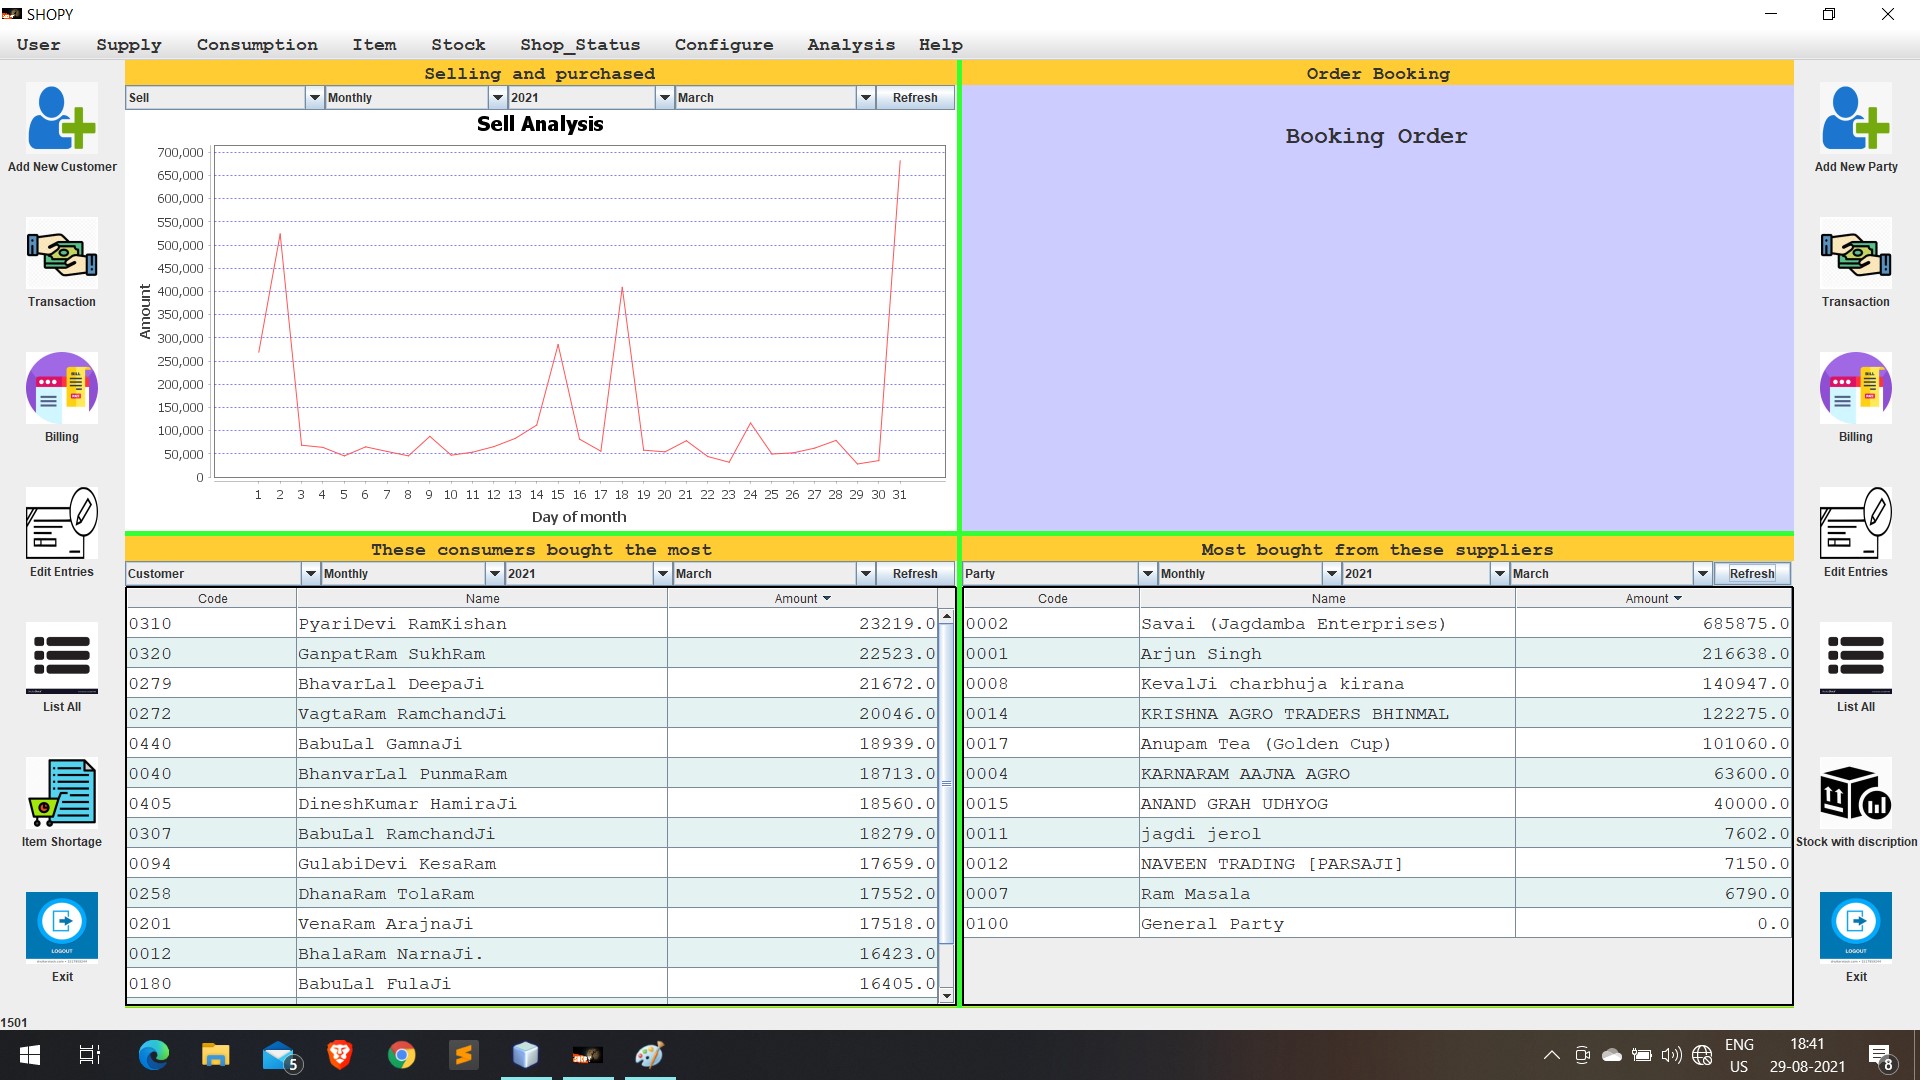 SHOPY
User Supply Consumption Item Stock Shop_Status Configure Analysis Help
Add New Customer
Transaction
Billing
Edit Entries
List All
Item Shortage
LOGOUT
Exit
1501
Selling and purchased
Sell Monthly 2021 March Refresh
Sell Analysis
Amount
700,000
650,000
600,000
550,000
500,000
450,000
400,000
350,000
300,000
250,000
200,000
150,000
100,000
50,000
0
1 2 3 4 5 6 7 8 9 10 11 12 13 14 15 16 17 18 19 20 21 22 23 24 25 26 27 28 29 30 31
Day of month
Order Booking
Booking Order
These consumers bought the most
Customer Monthly 2021 March Refresh
Code Name Amount
0310 PyariDevi RamKishan 23219.0
0320 GanpatRam SukhRam 22523.0
0279 BhavarLal DeepaJi 21672.0
0272 VagtaRam RamchandJi 20046.0
0440 BabuLal GamnaJi 18939.0
0040 BhanvarLal PunmaRam 18713.0
0405 DineshKumar HamiraJi 18560.0
0307 BabuLal RamchandJi 18279.0
0094 GulabiDevi KesaRam 17659.0
0258 DhanaRam TolaRam 17552.0
0201 VenaRam ArajnaJi 17518.0
0012 BhalaRam NarnaJi. 16423.0
0180 BabuLal FulaJi 16405.0
Most bought from these suppliers
Party Monthly 2021 March Refresh
Code Name Amount
0002 Savai (Jagdamba Enterprises) 685875.0
0001 Arjun Singh 216638.0
0008 KevalJi charbhuja kirana 140947.0
0014 KRISHNA AGRO TRADERS BHINMAL 122275.0
0017 Anupam Tea (Golden Cup) 101060.0
0004 KARNARAM AAJNA AGRO 63600.0
0015 ANAND GRAH UDHYOG 40000.0
0011 jagdi jerol 7602.0
0012 NAVEEN TRADING [PARSAJI] 7150.0
0007 Ram Masala 6790.0
0100 General Party 0.0
Add New Party
Transaction
Billing
Edit Entries
List All
Stock with discription
LOGOUT
Exit
5
ENG
US
18:41
29-08-2021
8